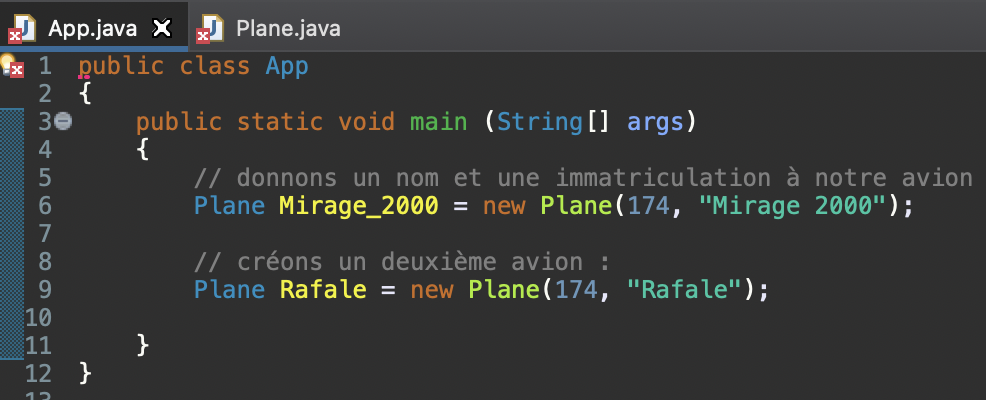 App.java Plane.java
1 public class App
2 {
3 public static void main (String[] args)
4 {
5 // donnons un nom et une immatriculation à notre avion
6 Plane Mirage_2000 = new Plane(174, "Mirage 2000");
7
8 // créons un deuxième avion :
9 Plane Rafale = new Plane(174, "Rafale");
10
11 }
12 }
13